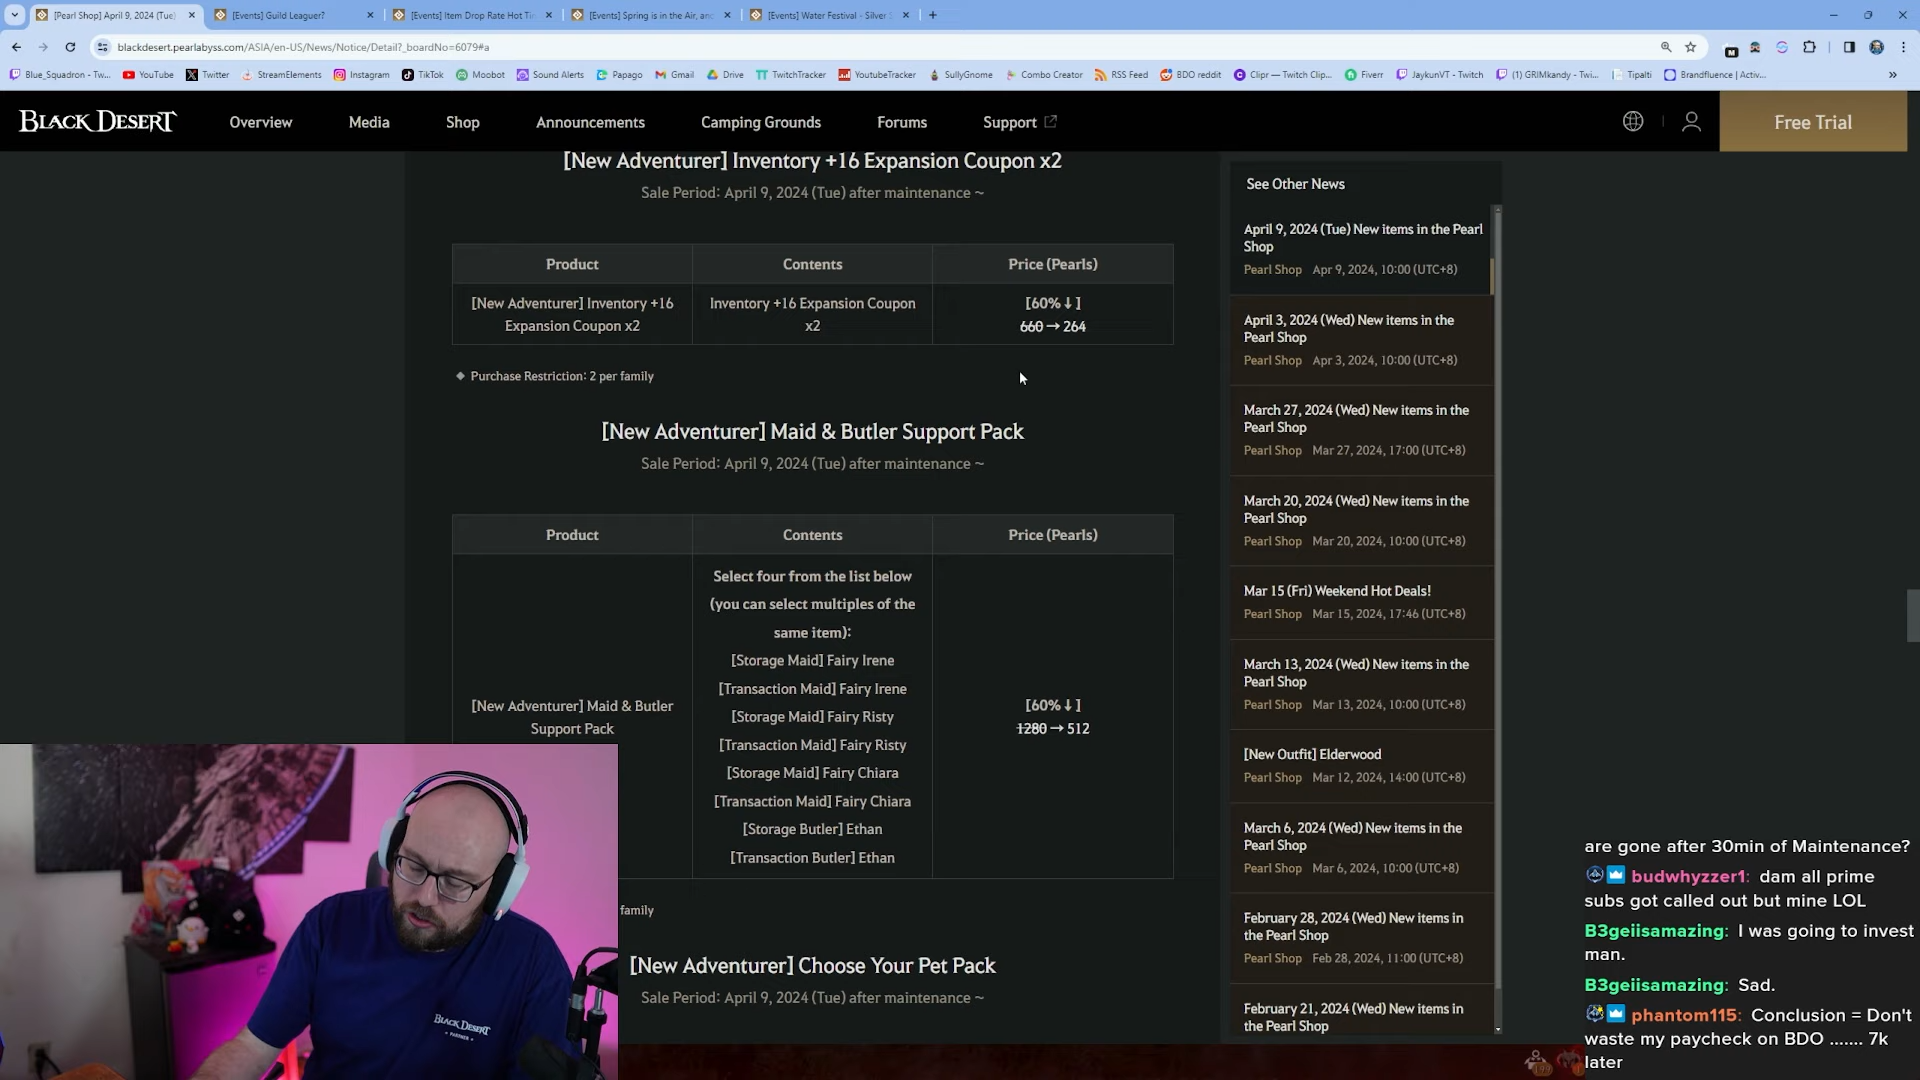 [Pearl Shop] April 9, 2024 (Tue)
[Events] Guild Leaguer?
[Events] Item Drop Rate Hot Tim
[Events] Spring is in the Air, an
[Events] Water Festival - Silver
blackdesert.pearlabyss.com/ASIA/en-US/News/Notice/Detail?_boardNo=6079#a
Blue_Squadron - Tw...
YouTube
Twitter
StreamElements
Instagram
TikTok
Moobot
Sound Alerts
Papago
Gmail
Drive
TwitchTracker
YoutubeTracker
SullyGnome
Combo Creator
RSS Feed
BDO reddit
Clipr — Twitch Clip...
Fiverr
JaykunVT - Twitch
(1) GRIMkandy - Twi...
Tipalti
Brandfluence | Activ...
BLACK DESERT
Overview
Media
Shop
Announcements
Camping Grounds
Forums
Support
Free Trial
[New Adventurer] Inventory +16 Expansion Coupon x2
Sale Period: April 9, 2024 (Tue) after maintenance ~
Product
Contents
Price (Pearls)
[New Adventurer] Inventory +16
Expansion Coupon x2
Inventory +16 Expansion Coupon
x2
[60%↓]
660 → 264
◆ Purchase Restriction: 2 per family
[New Adventurer] Maid & Butler Support Pack
Sale Period: April 9, 2024 (Tue) after maintenance ~
Product
Contents
Price (Pearls)
[New Adventurer] Maid & Butler
Support Pack
Select four from the list below
(you can select multiples of the
same item):
[Storage Maid] Fairy Irene
[Transaction Maid] Fairy Irene
[Storage Maid] Fairy Risty
[Transaction Maid] Fairy Risty
[Storage Maid] Fairy Chiara
[Transaction Maid] Fairy Chiara
[Storage Butler] Ethan
[Transaction Butler] Ethan
[60%↓]
1280 → 512
family
[New Adventurer] Choose Your Pet Pack
Sale Period: April 9, 2024 (Tue) after maintenance ~
See Other News
April 9, 2024 (Tue) New items in the Pearl
Shop
Pearl Shop Apr 9, 2024, 10:00 (UTC+8)
April 3, 2024 (Wed) New items in the
Pearl Shop
Pearl Shop Apr 3, 2024, 10:00 (UTC+8)
March 27, 2024 (Wed) New items in the
Pearl Shop
Pearl Shop Mar 27, 2024, 17:00 (UTC+8)
March 20, 2024 (Wed) New items in the
Pearl Shop
Pearl Shop Mar 20, 2024, 10:00 (UTC+8)
Mar 15 (Fri) Weekend Hot Deals!
Pearl Shop Mar 15, 2024, 17:46 (UTC+8)
March 13, 2024 (Wed) New items in the
Pearl Shop
Pearl Shop Mar 13, 2024, 10:00 (UTC+8)
[New Outfit] Elderwood
Pearl Shop Mar 12, 2024, 14:00 (UTC+8)
March 6, 2024 (Wed) New items in the
Pearl Shop
Pearl Shop Mar 6, 2024, 10:00 (UTC+8)
February 28, 2024 (Wed) New items in
the Pearl Shop
Pearl Shop Feb 28, 2024, 11:00 (UTC+8)
February 21, 2024 (Wed) New items in
the Pearl Shop
BLACK DESERT
PARTNER
are gone after 30min of Maintenance?
budwhyzzer1: dam all prime
subs got called out but mine LOL
B3geiisamazing: I was going to invest
man.
B3geiisamazing: Sad.
phantom115: Conclusion = Don't
waste my paycheck on BDO ....... 7k
later